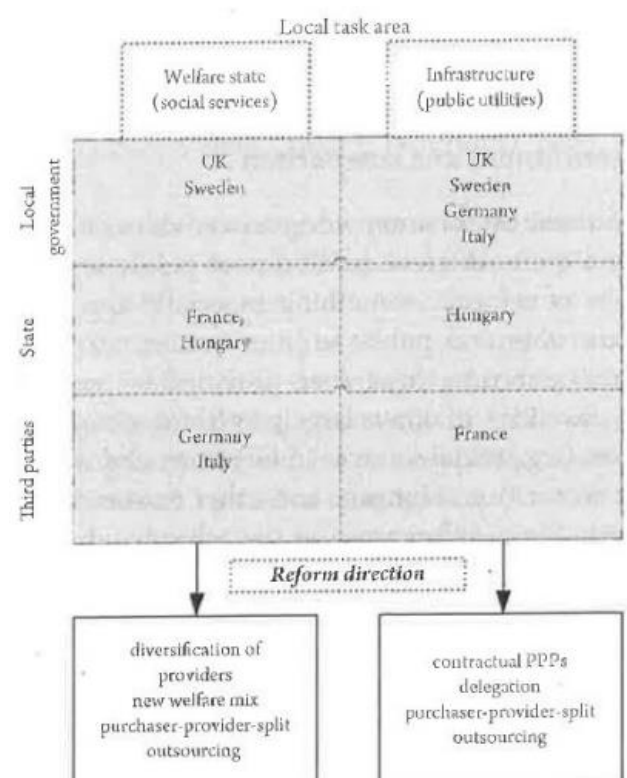 Local task area
Welfare state
(social services)
Infrastructure
(public utilities)
Local
government
UK
Sweden
UK
Sweden
Germany
Italy
State
France,
Hungary
Hungary
Third parties
Germany
Italy
France
Reform direction
diversification of
providers
new welfare mix
purchaser-provider-split
outsourcing
contractual PPPs
delegation
purchaser-provider-split
outsourcing